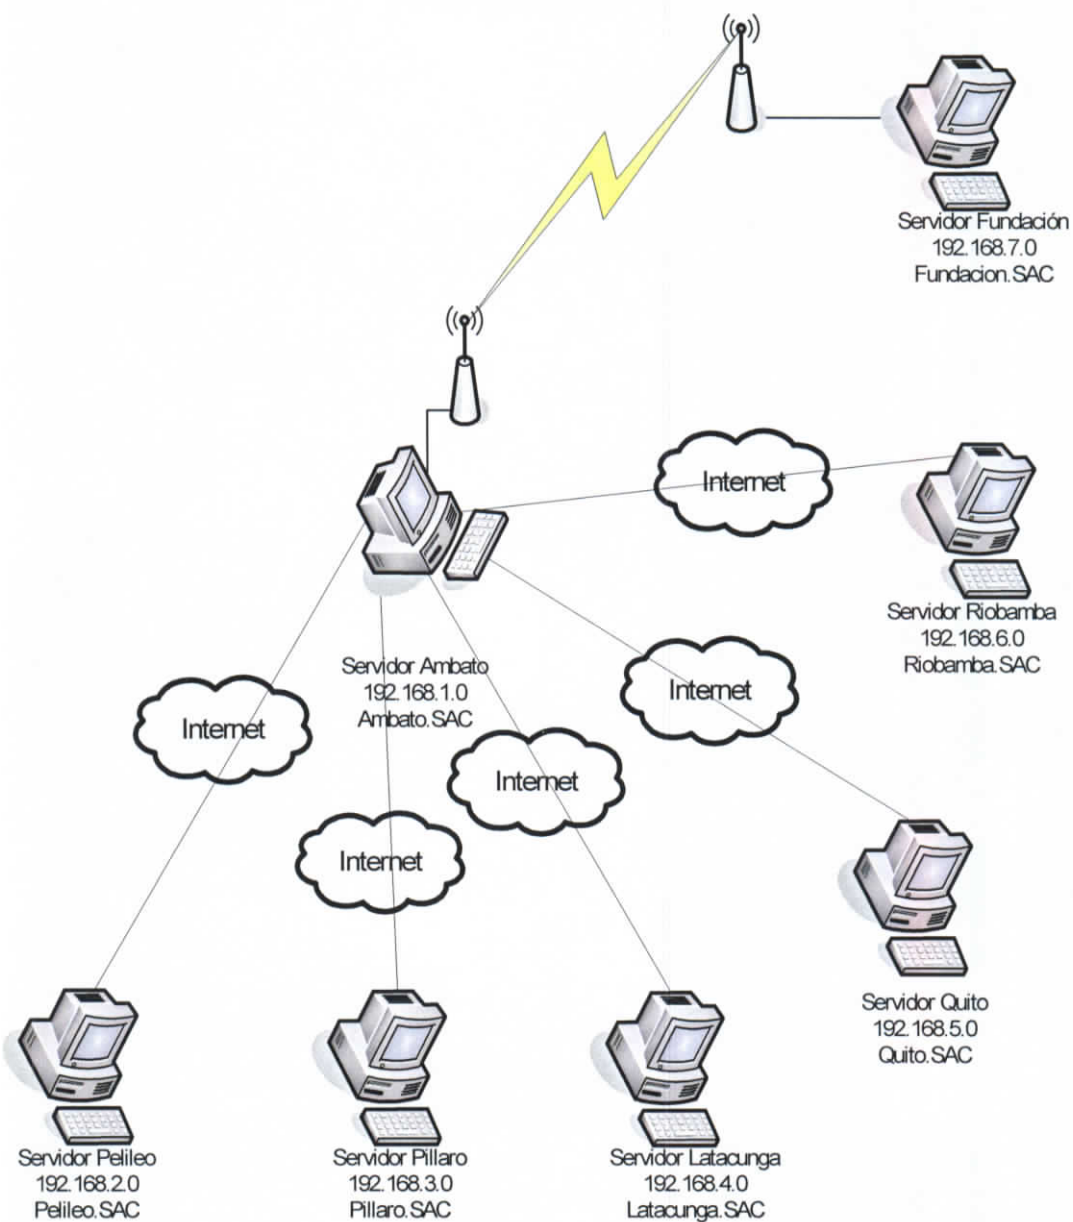 Servidor Fundación
192.168.7.0
Fundacion.SAC
Internet
Servidor Riobamba
192.168.6.0
Riobamba.SAC
Servidor Ambato
192.168.1.0
Ambato.SAC
Internet
Internet
Internet
Internet
Servidor Quito
192.168.5.0
Quito.SAC
Servidor Pelileo
192.168.2.0
Pelileo.SAC
Servidor Pillaro
192.168.3.0
Pillaro.SAC
Servidor Latacunga
192.168.4.0
Latacunga.SAC